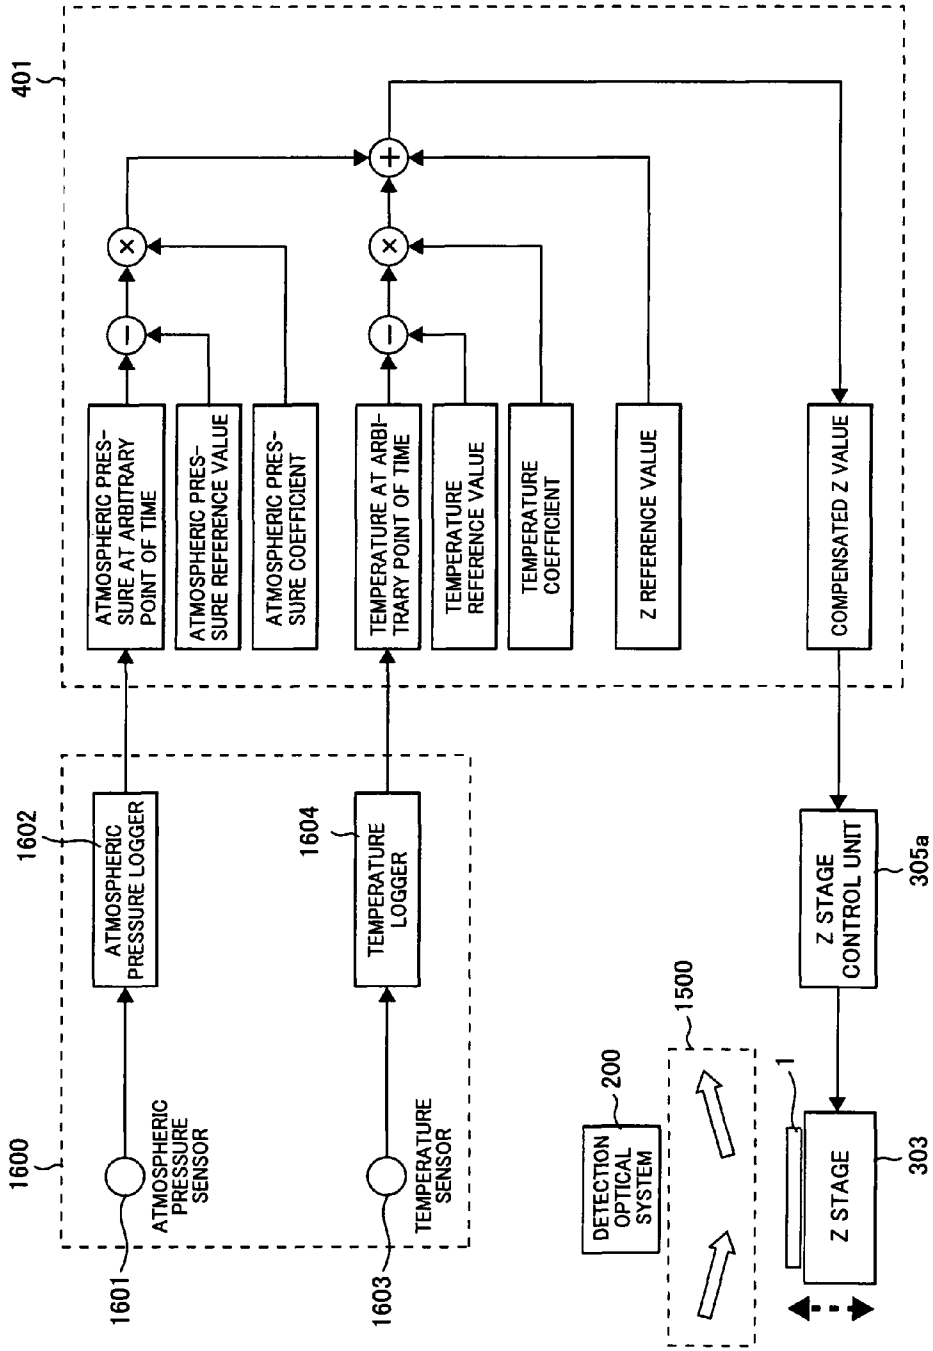 1600
1601
ATMOSPHERIC
PRESSURE
SENSOR
1602
ATMOSPHERIC
PRESSURE LOGGER
1603
TEMPERATURE
SENSOR
1604
TEMPERATURE
LOGGER
401
ATMOSPHERIC PRES-
SURE AT ARBITRARY
POINT OF TIME
−
×
ATMOSPHERIC PRES-
SURE REFERENCE VALUE
ATMOSPHERIC PRES-
SURE COEFFICIENT
TEMPERATURE AT ARBI-
TRARY POINT OF TIME
−
×
+
TEMPERATURE
REFERENCE VALUE
TEMPERATURE
COEFFICIENT
Z REFERENCE VALUE
COMPENSATED Z VALUE
DETECTION
OPTICAL
SYSTEM
200
1500
1
Z STAGE
303
Z STAGE
CONTROL UNIT
305a